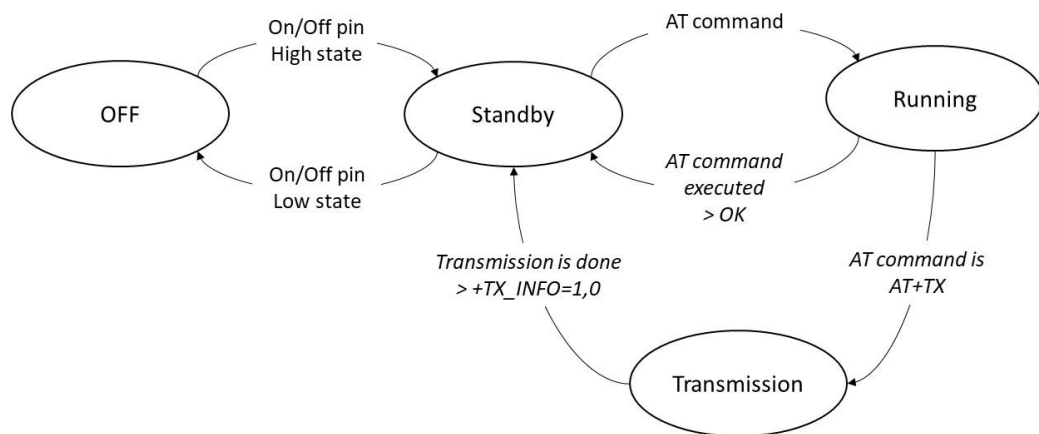 On/Off pin
High state
AT command
OFF
Standby
Running
On/Off pin
Low state
AT command
executed
> OK
Transmission is done
> +TX_INFO=1,0
AT command is
AT+TX
Transmission